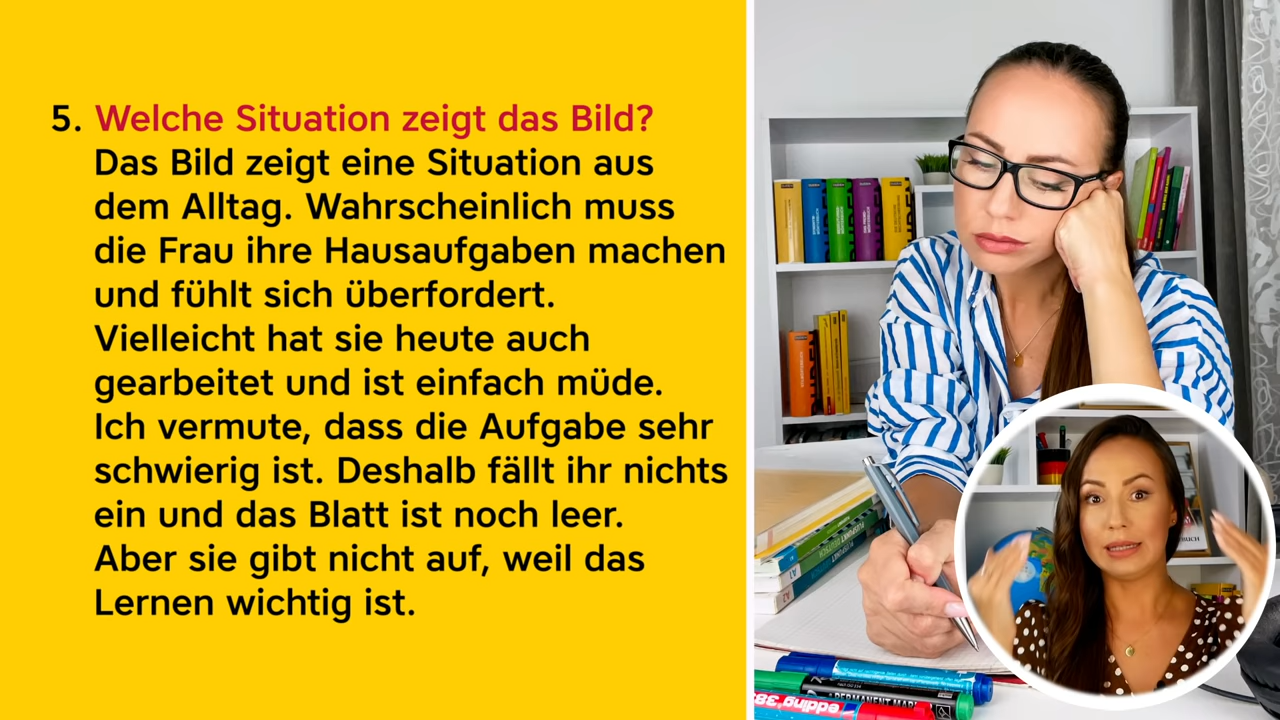 5. Welche Situation zeigt das Bild?
Das Bild zeigt eine Situation aus
dem Alltag. Wahrscheinlich muss
die Frau ihre Hausaufgaben machen
und fühlt sich überfordert.
Vielleicht hat sie heute auch
gearbeitet und ist einfach müde.
Ich vermute, dass die Aufgabe sehr
schwierig ist. Deshalb fällt ihr nichts
ein und das Blatt ist noch leer.
Aber sie gibt nicht auf, weil das
Lernen wichtig ist.
PERMANENT
edding 38